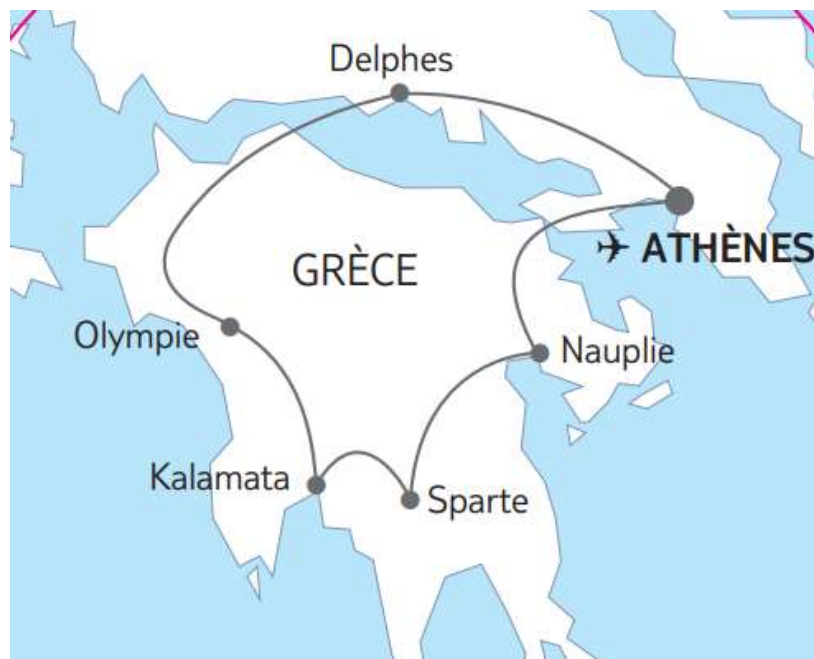 Delphes
✈ ATHÈNES
GRÈCE
Olympie
Nauplie
Kalamata
Sparte